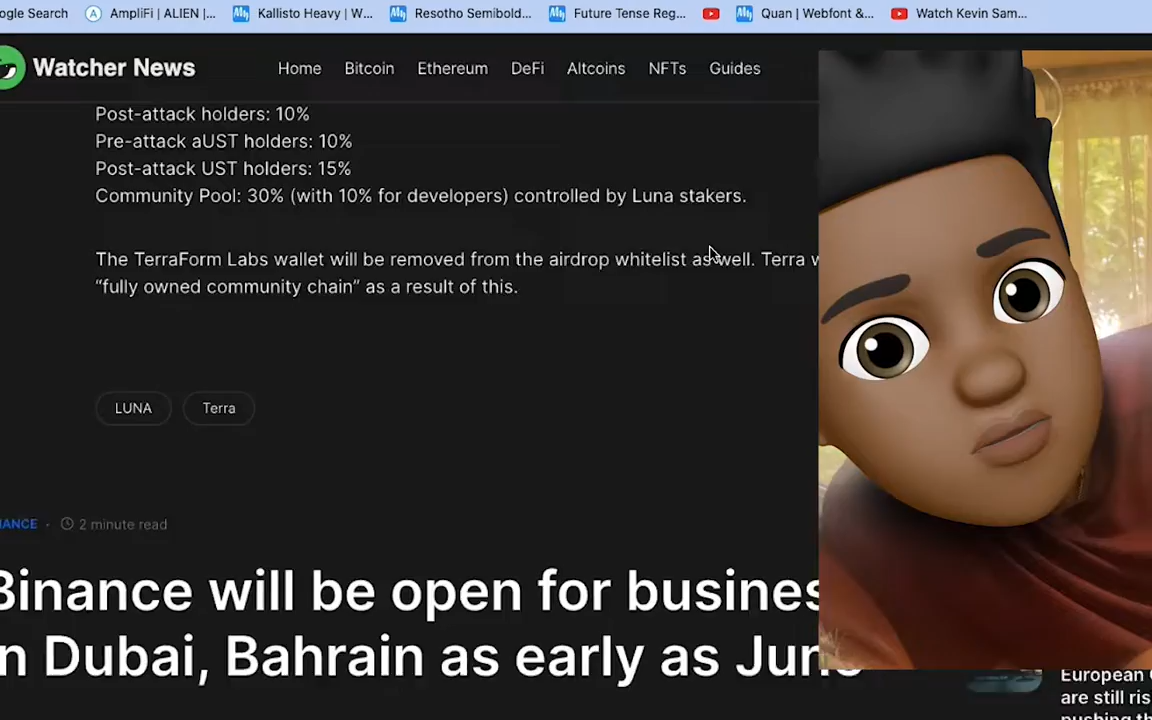 ogle Search AmpliFi | ALIEN |... Kallisto Heavy | W... Resotho Semibold... Future Tense Reg... Quan | Webfont &... Watch Kevin Sam...
Watcher News Home Bitcoin Ethereum DeFi Altcoins NFTs Guides
Post-attack holders: 10%
Pre-attack aUST holders: 10%
Post-attack UST holders: 15%
Community Pool: 30% (with 10% for developers) controlled by Luna stakers.
The TerraForm Labs wallet will be removed from the airdrop whitelist as well. Terra w
“fully owned community chain” as a result of this.
LUNA Terra
NANCE · 2 minute read
Binance will be open for busines
n Dubai, Bahrain as early as June
European
are still ris
pushing th